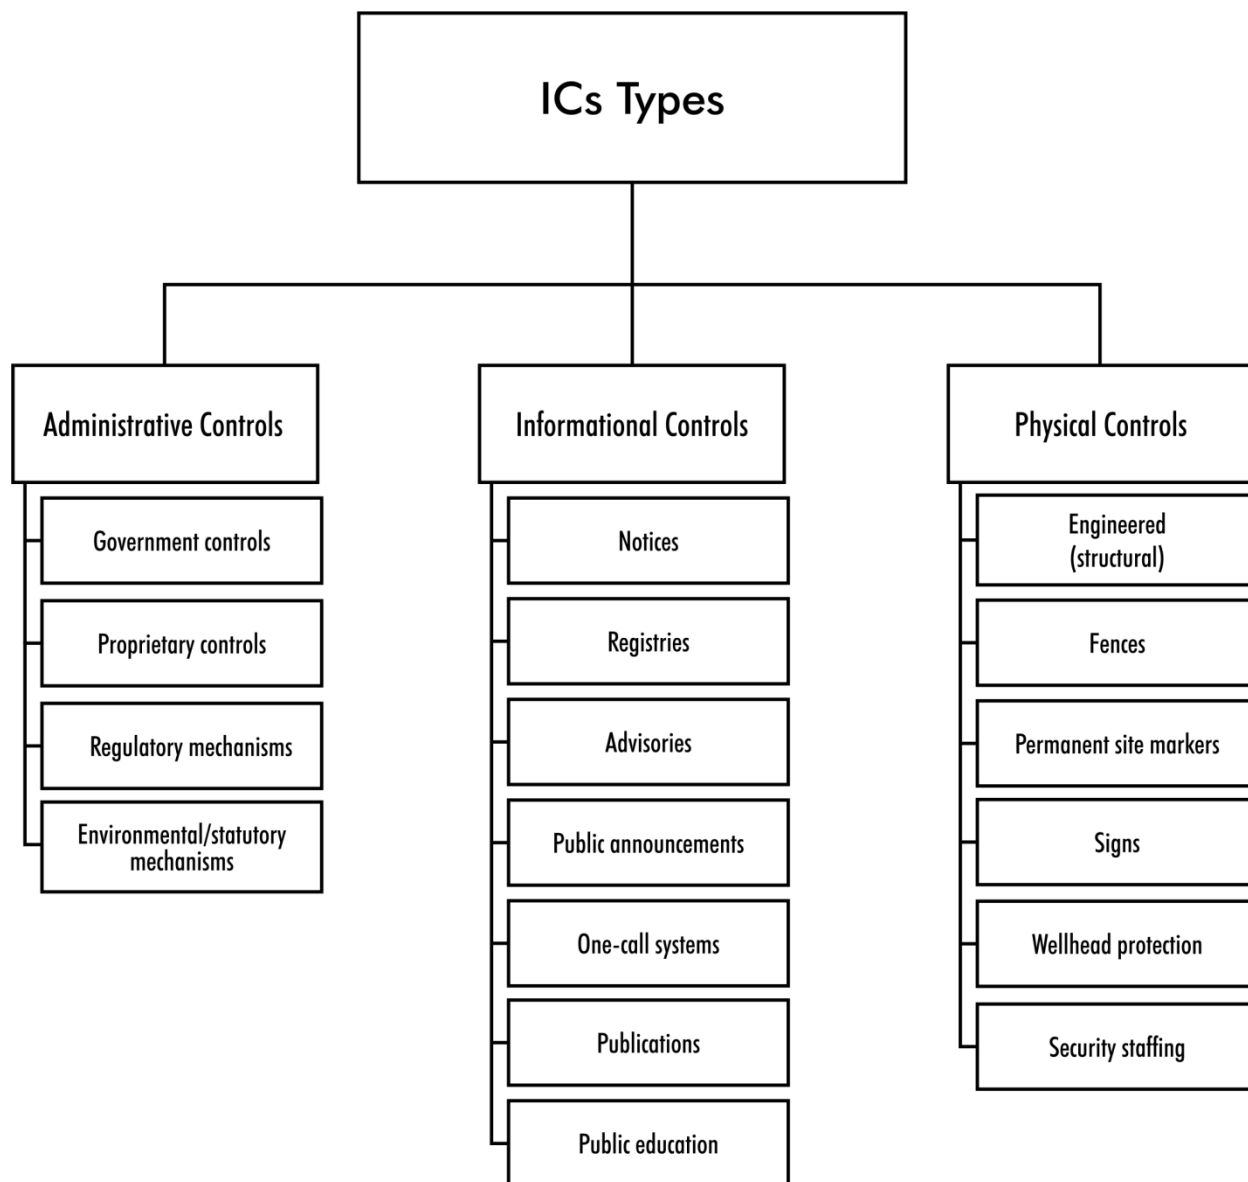 ICs Types
Administrative Controls
Government controls
Proprietary controls
Regulatory mechanisms
Environmental/statutory
mechanisms
Informational Controls
Notices
Registries
Advisories
Public announcements
One-call systems
Publications
Public education
Physical Controls
Engineered
(structural)
Fences
Permanent site markers
Signs
Wellhead protection
Security staffing